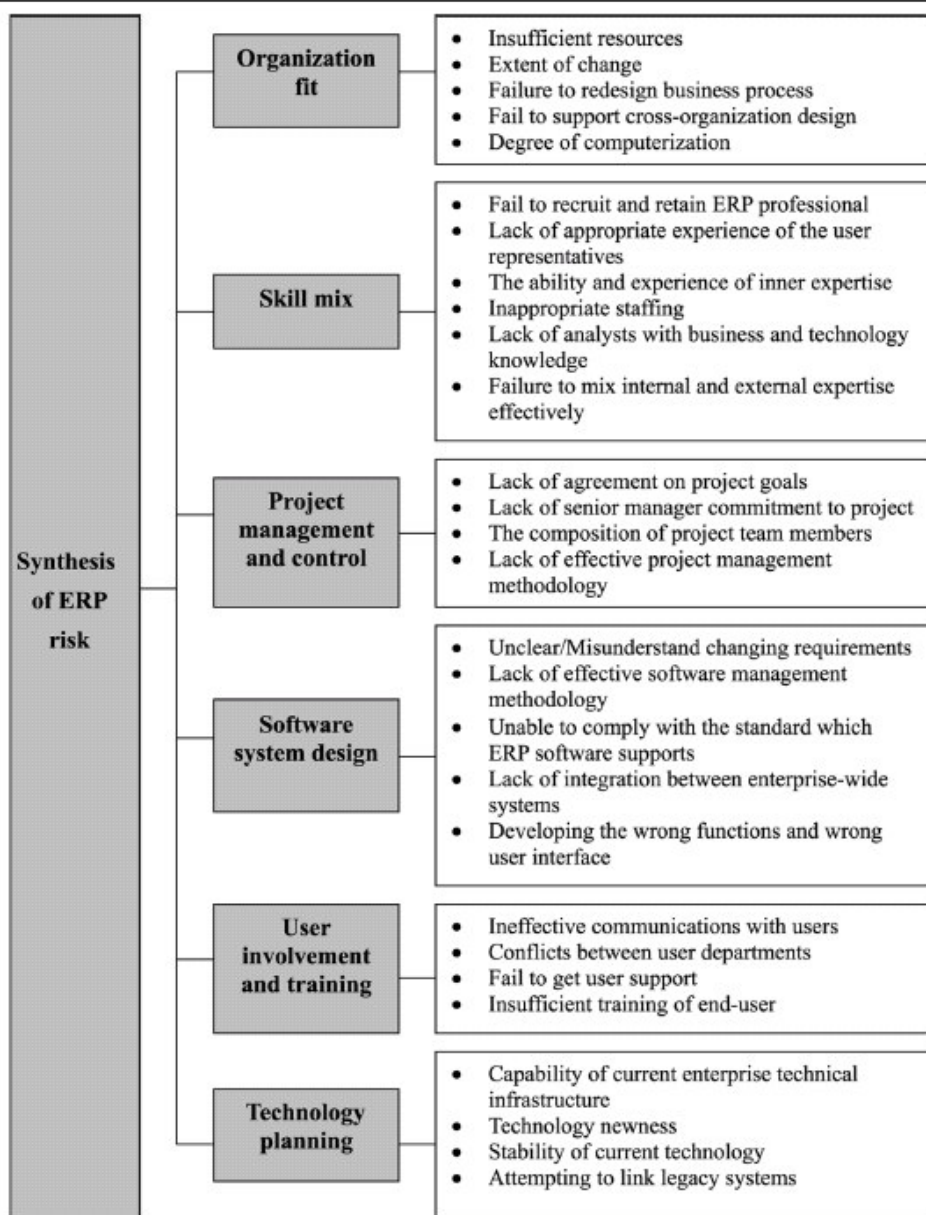 Synthesis
of ERP
risk
Organization
fit
• Insufficient resources
• Extent of change
• Failure to redesign business process
• Fail to support cross-organization design
• Degree of computerization
Skill mix
• Fail to recruit and retain ERP professional
• Lack of appropriate experience of the user
representatives
• The ability and experience of inner expertise
• Inappropriate staffing
• Lack of analysts with business and technology
knowledge
• Failure to mix internal and external expertise
effectively
Project
management
and control
• Lack of agreement on project goals
• Lack of senior manager commitment to project
• The composition of project team members
• Lack of effective project management
methodology
Software
system design
• Unclear/Misunderstand changing requirements
• Lack of effective software management
methodology
• Unable to comply with the standard which
ERP software supports
• Lack of integration between enterprise-wide
systems
• Developing the wrong functions and wrong
user interface
User
involvement
and training
• Ineffective communications with users
• Conflicts between user departments
• Fail to get user support
• Insufficient training of end-user
Technology
planning
• Capability of current enterprise technical
infrastructure
• Technology newness
• Stability of current technology
• Attempting to link legacy systems